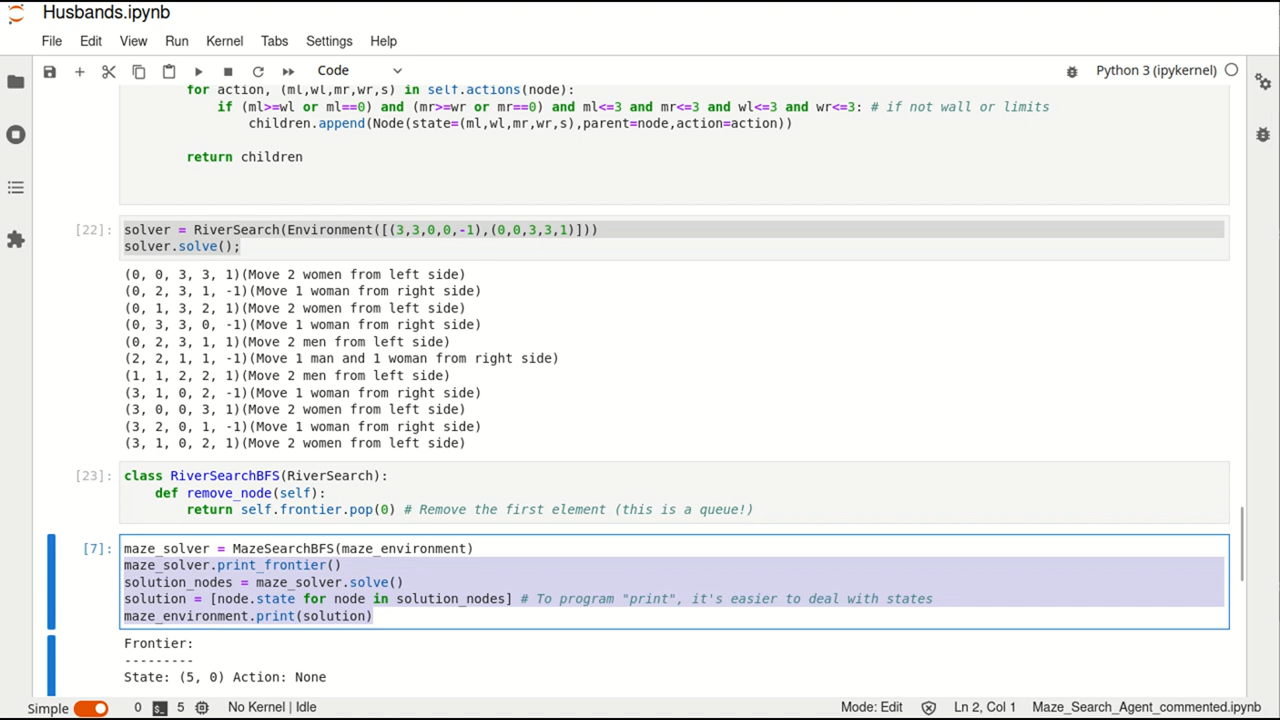 Husbands.ipynb
File Edit View Run Kernel Tabs Settings Help
Code Python 3 (ipykernel)
for action, (ml,wl,mr,wr,s) in self.actions(node):
if (ml>=wl or ml==0) and (mr>=wr or mr==0) and ml<=3 and mr<=3 and wl<=3 and wr<=3: # if not wall or limits
children.append(Node(state=(ml,wl,mr,wr,s),parent=node,action=action))
return children
[22]: solver = RiverSearch(Environment([(3,3,0,0,-1),(0,0,3,3,1)]))
solver.solve();
(0, 0, 3, 3, 1)(Move 2 women from left side)
(0, 2, 3, 1, -1)(Move 1 woman from right side)
(0, 1, 3, 2, 1)(Move 2 women from left side)
(0, 3, 3, 0, -1)(Move 1 woman from right side)
(0, 2, 3, 1, 1)(Move 2 men from left side)
(2, 2, 1, 1, -1)(Move 1 man and 1 woman from right side)
(1, 1, 2, 2, 1)(Move 2 men from left side)
(3, 1, 0, 2, -1)(Move 1 woman from right side)
(3, 0, 0, 3, 1)(Move 2 women from left side)
(3, 2, 0, 1, -1)(Move 1 woman from right side)
(3, 1, 0, 2, 1)(Move 2 women from left side)
[23]: class RiverSearchBFS(RiverSearch):
def remove_node(self):
return self.frontier.pop(0) # Remove the first element (this is a queue!)
[7]: maze_solver = MazeSearchBFS(maze_environment)
maze_solver.print_frontier()
solution_nodes = maze_solver.solve()
solution = [node.state for node in solution_nodes] # To program "print", it's easier to deal with states
maze_environment.print(solution)
Frontier:
---------
State: (5, 0) Action: None
Simple 0 5 No Kernel | Idle Mode: Edit Ln 2, Col 1 Maze_Search_Agent_commented.ipynb